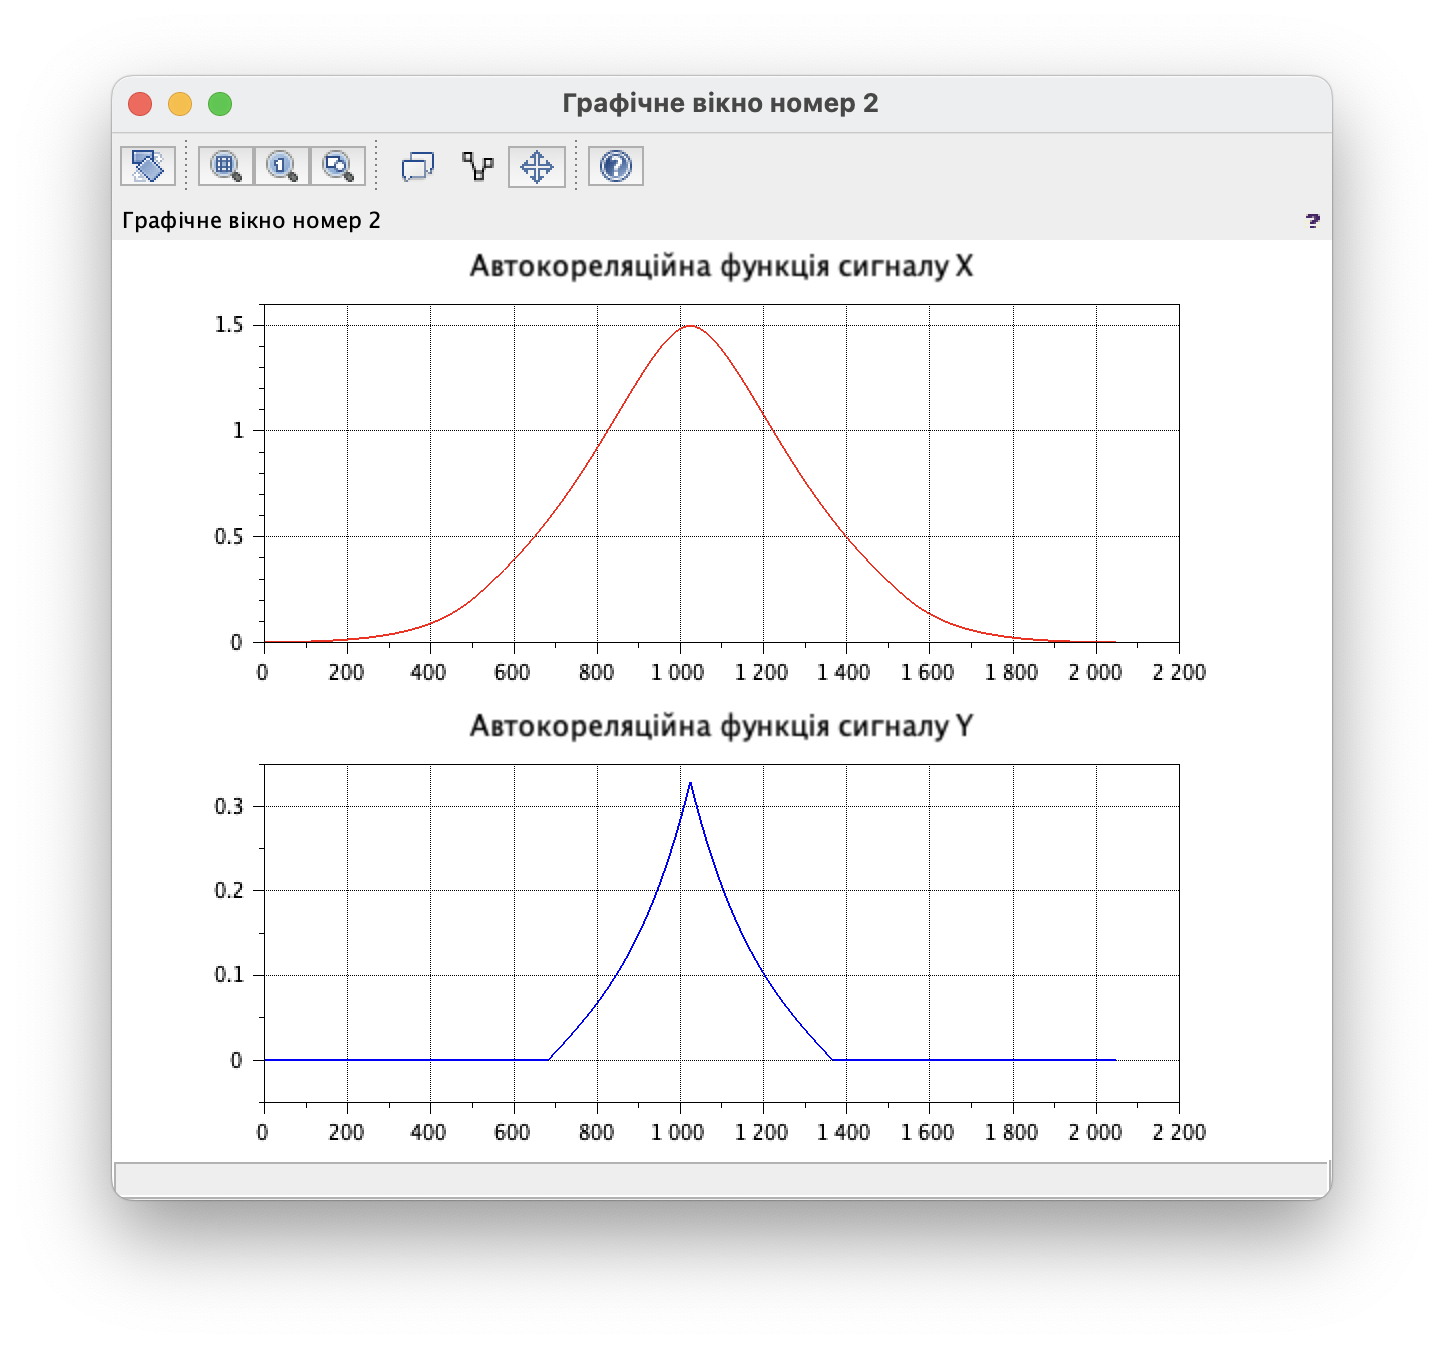 Графічне вікно номер 2
Графічне вікно номер 2 ?
Автокореляційна функція сигналу X
1.5
1
0.5
0
0 200 400 600 800 1 000 1 200 1 400 1 600 1 800 2 000 2 200
Автокореляційна функція сигналу Y
0.3
0.2
0.1
0
0 200 400 600 800 1 000 1 200 1 400 1 600 1 800 2 000 2 200